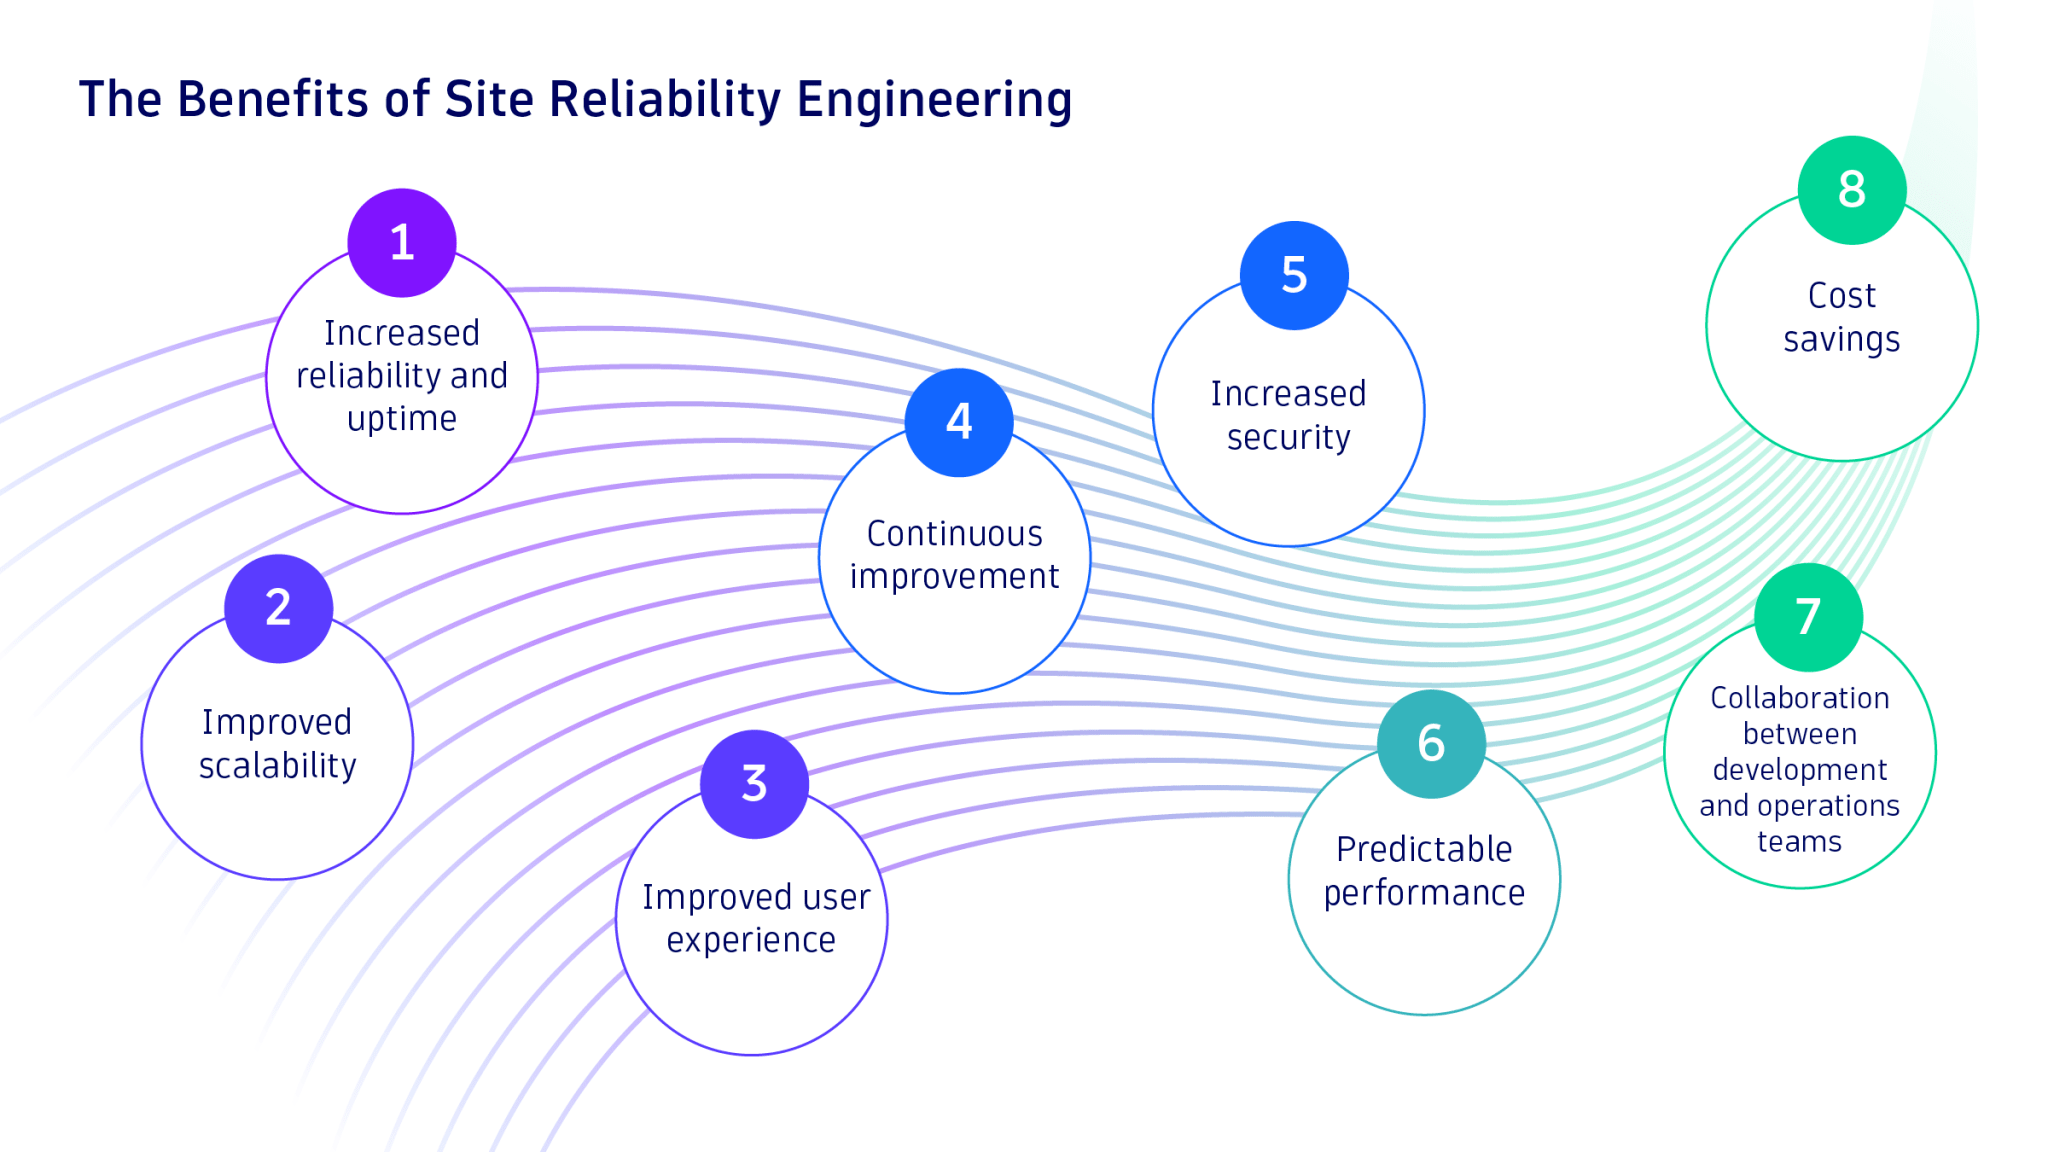 The Benefits of Site Reliability Engineering
1
Increased
reliability and
uptime
2
Improved
scalability
3
Improved user
experience
4
Continuous
improvement
5
Increased
security
6
Predictable
performance
7
Collaboration
between
development
and operations
teams
8
Cost
savings